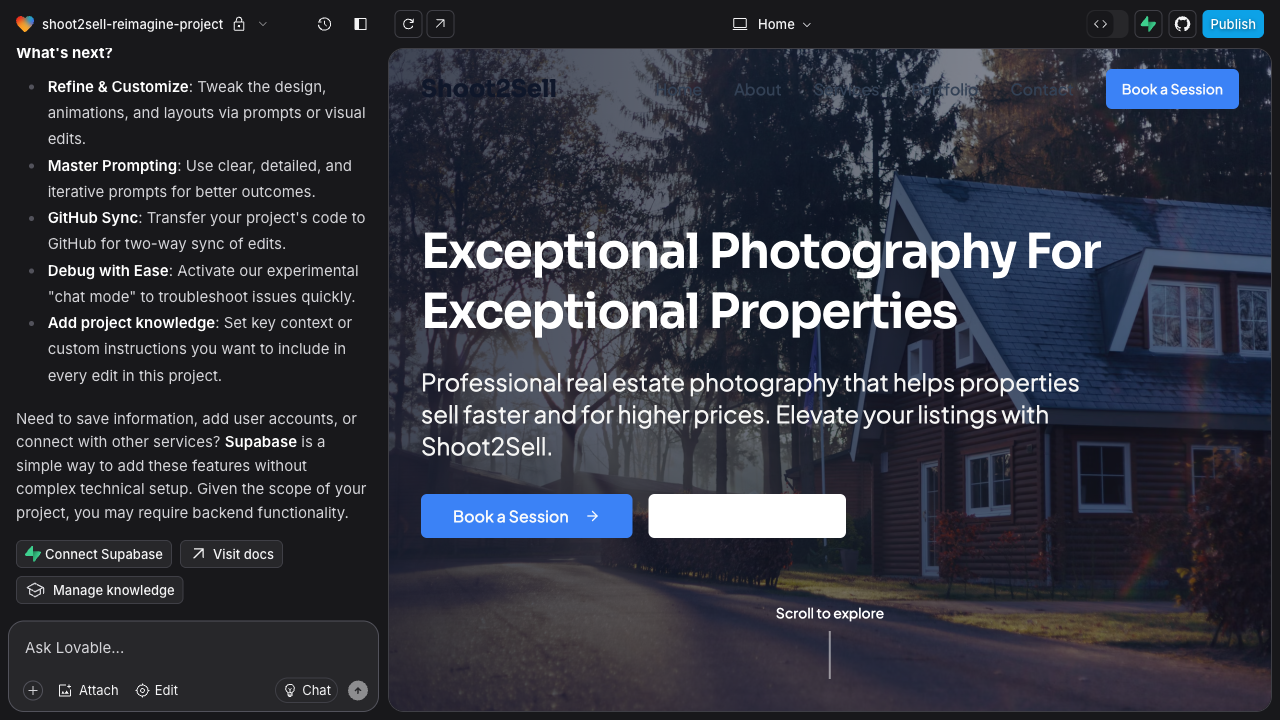 shoot2sell-reimagine-project
Home
Publish
What's next?
Refine & Customize: Tweak the design,
animations, and layouts via prompts or visual
edits.
Master Prompting: Use clear, detailed, and
iterative prompts for better outcomes.
GitHub Sync: Transfer your project's code to
GitHub for two-way sync of edits.
Debug with Ease: Activate our experimental
"chat mode" to troubleshoot issues quickly.
Add project knowledge: Set key context or
custom instructions you want to include in
every edit in this project.
Need to save information, add user accounts, or
connect with other services? Supabase is a
simple way to add these features without
complex technical setup. Given the scope of your
project, you may require backend functionality.
Connect Supabase
Visit docs
Manage knowledge
Ask Lovable...
Attach
Edit
Chat
Shoot2Sell
Home
About
Services
Portfolio
Contact
Book a Session
Exceptional Photography For
Exceptional Properties
Professional real estate photography that helps properties
sell faster and for higher prices. Elevate your listings with
Shoot2Sell.
Book a Session
Scroll to explore